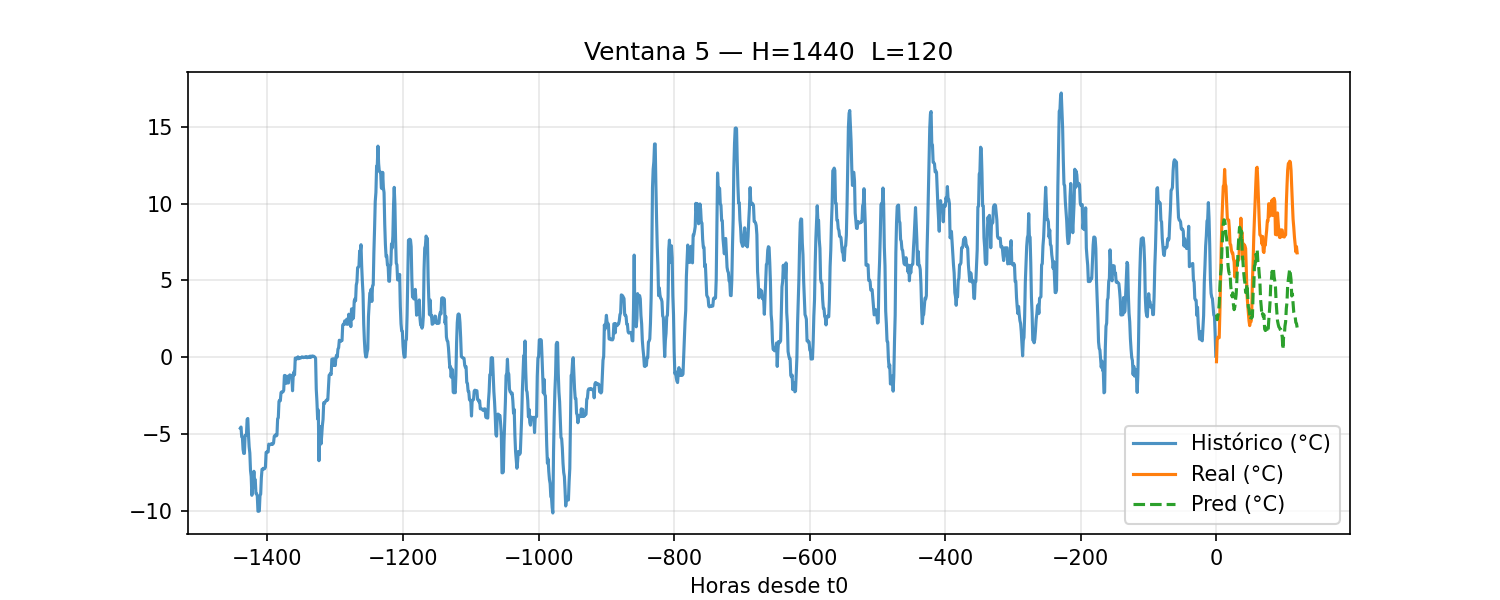 Ventana 5 — H=1440  L=120
15
10
5
0
−5
−10
Histórico (°C)
Real (°C)
Pred (°C)
−1400 −1200 −1000 −800 −600 −400 −200 0
Horas desde t0